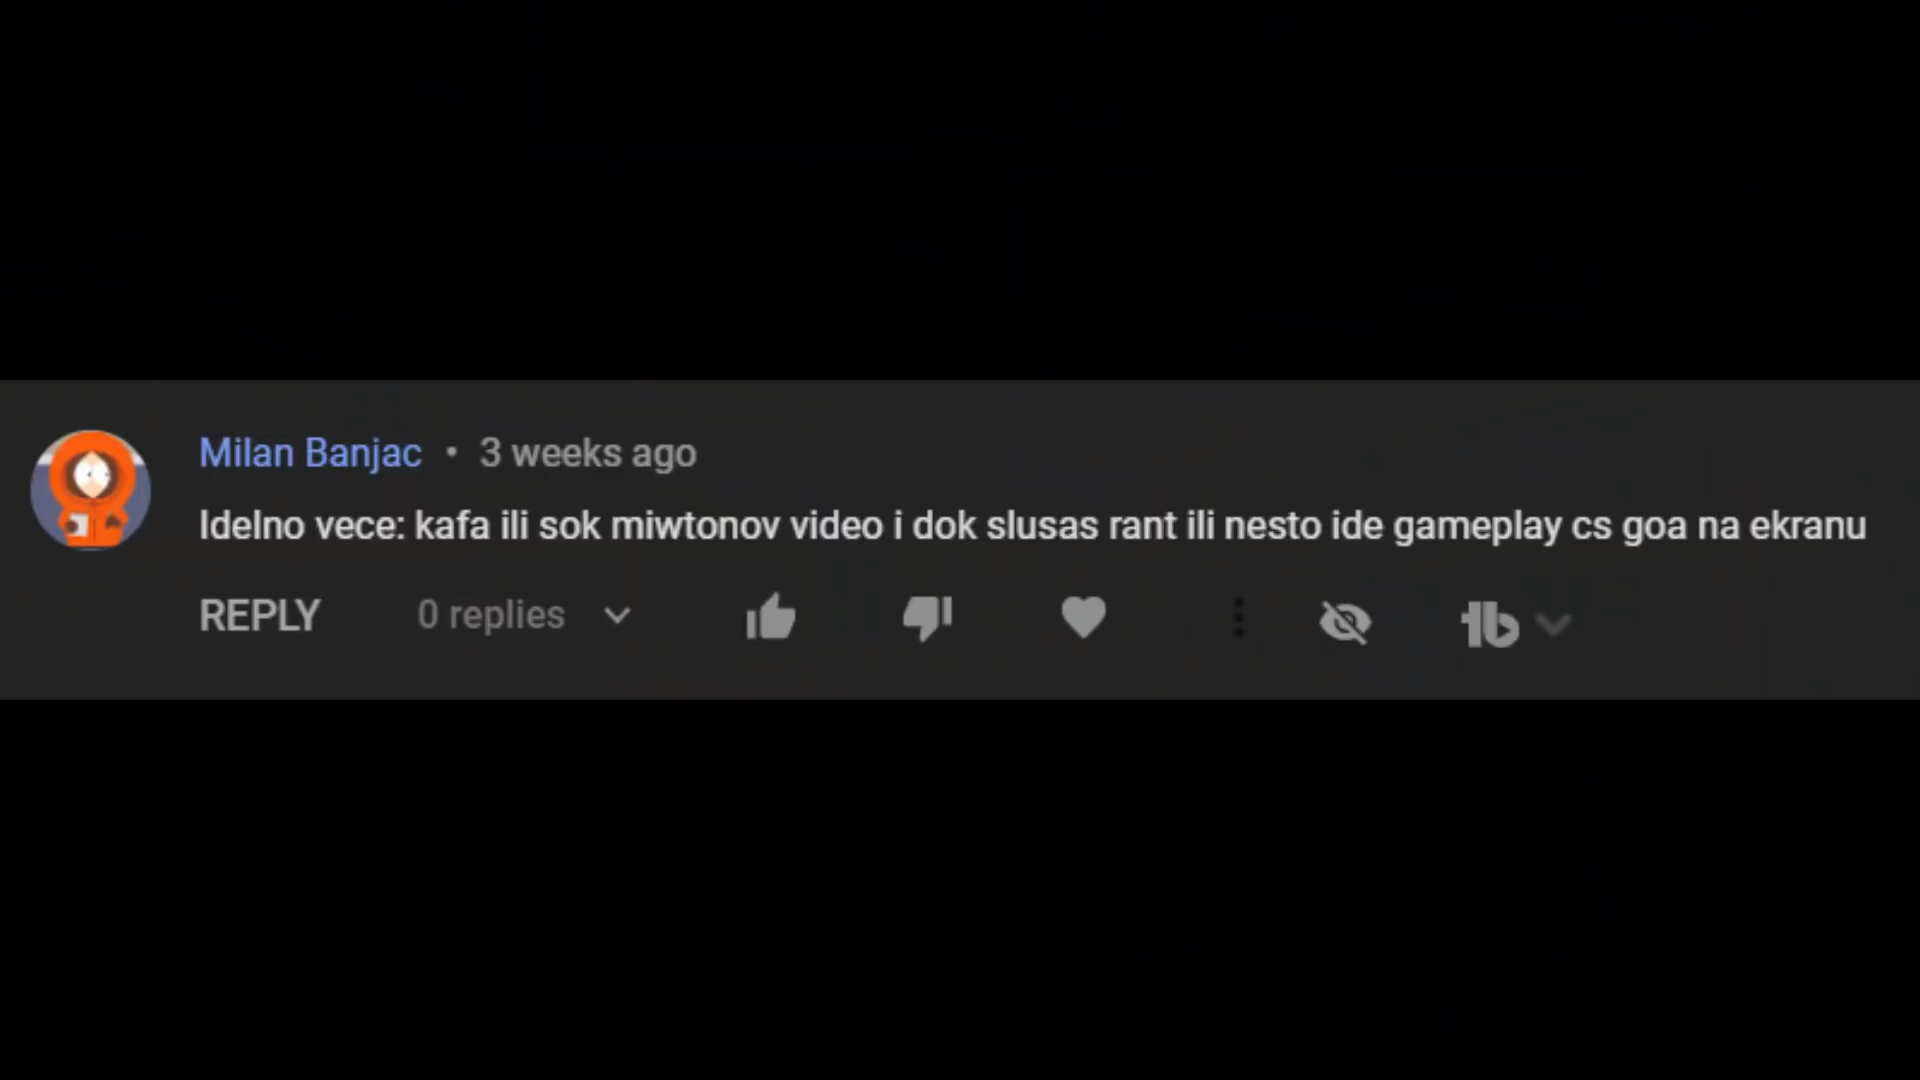 Milan Banjac • 3 weeks ago
Idelno vece: kafa ili sok miwtonov video i dok slusas rant ili nesto ide gameplay cs goa na ekranu
REPLY 0 replies